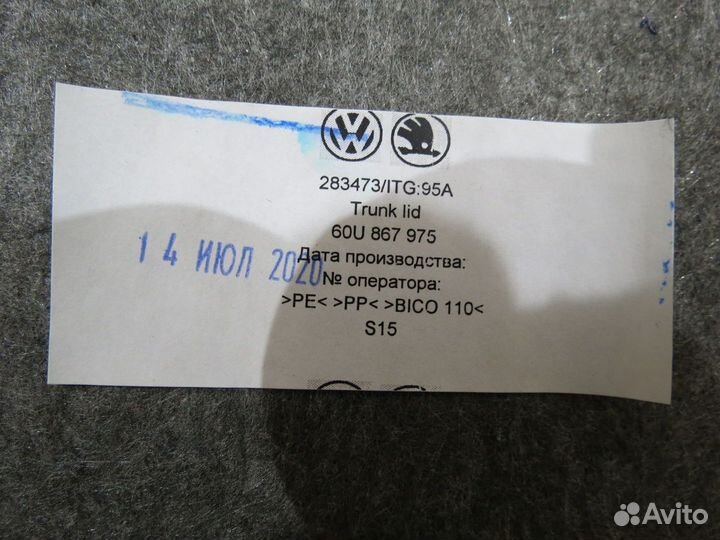 283473/ITG:95A
Trunk lid
60U 867 975
Дата производства:
14 ИЮЛ 2020
№ оператора:
>PE< >PP< >BICO 110<
S15
Avito